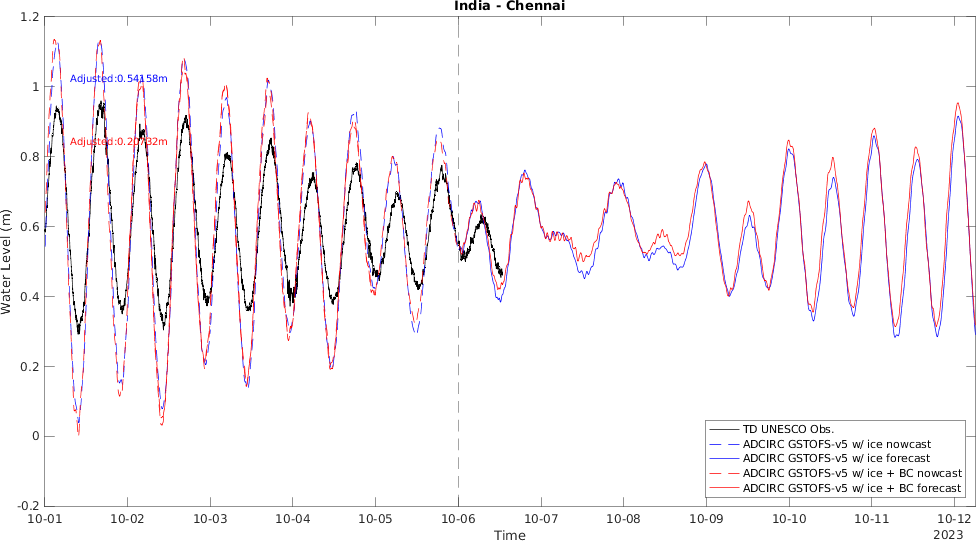 India - Chennai
1.2
1
0.8
0.6
0.4
0.2
0
-0.2
Water Level (m)
Adjusted:0.54158m
Adjusted:0.20732m
TD UNESCO Obs.
ADCIRC GSTOFS-v5 w/ ice nowcast
ADCIRC GSTOFS-v5 w/ ice forecast
ADCIRC GSTOFS-v5 w/ ice + BC nowcast
ADCIRC GSTOFS-v5 w/ ice + BC forecast
10-01 10-02 10-03 10-04 10-05 10-06 10-07 10-08 10-09 10-10 10-11 10-12
Time
2023